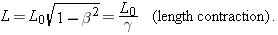 L = L₀√(1 − β²) = L₀/γ (length contraction).